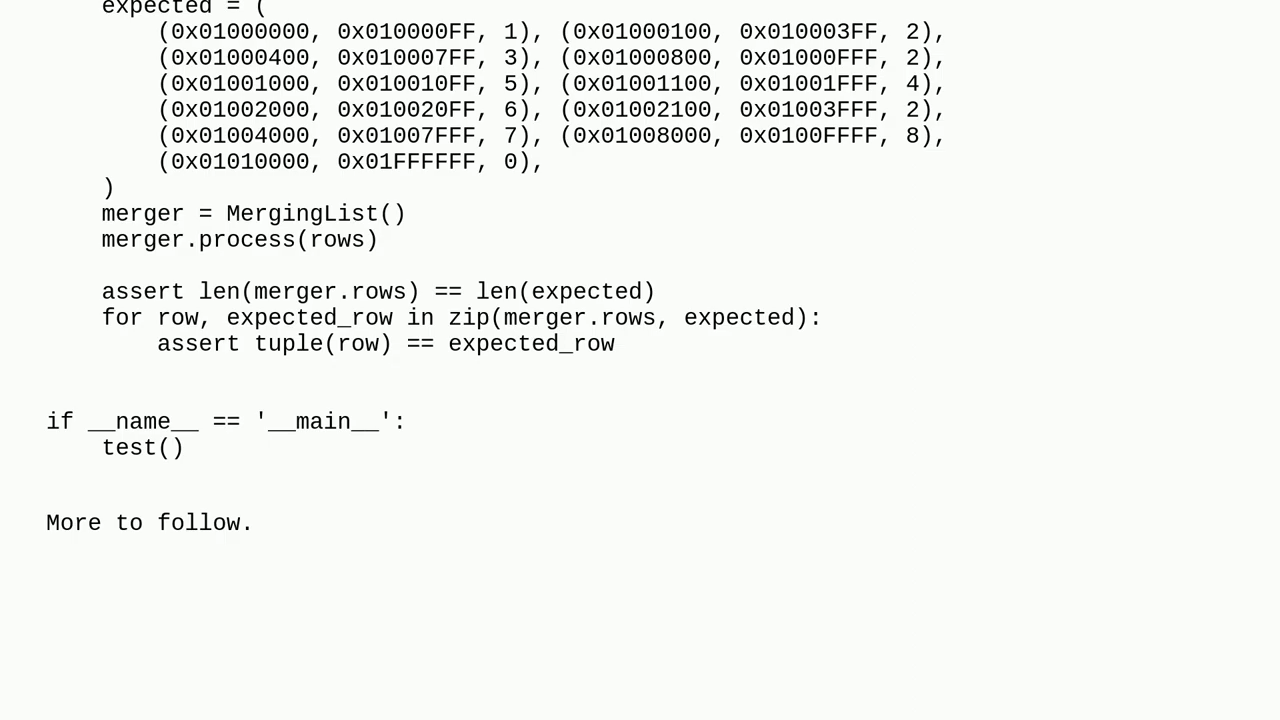 expected = (
(0x01000000, 0x010000FF, 1), (0x01000100, 0x010003FF, 2),
(0x01000400, 0x010007FF, 3), (0x01000800, 0x01000FFF, 2),
(0x01001000, 0x010010FF, 5), (0x01001100, 0x01001FFF, 4),
(0x01002000, 0x010020FF, 6), (0x01002100, 0x01003FFF, 2),
(0x01004000, 0x01007FFF, 7), (0x01008000, 0x0100FFFF, 8),
(0x01010000, 0x01FFFFFF, 0),
)
merger = MergingList()
merger.process(rows)
assert len(merger.rows) == len(expected)
for row, expected_row in zip(merger.rows, expected):
assert tuple(row) == expected_row
if __name__ == '__main__':
test()
More to follow.